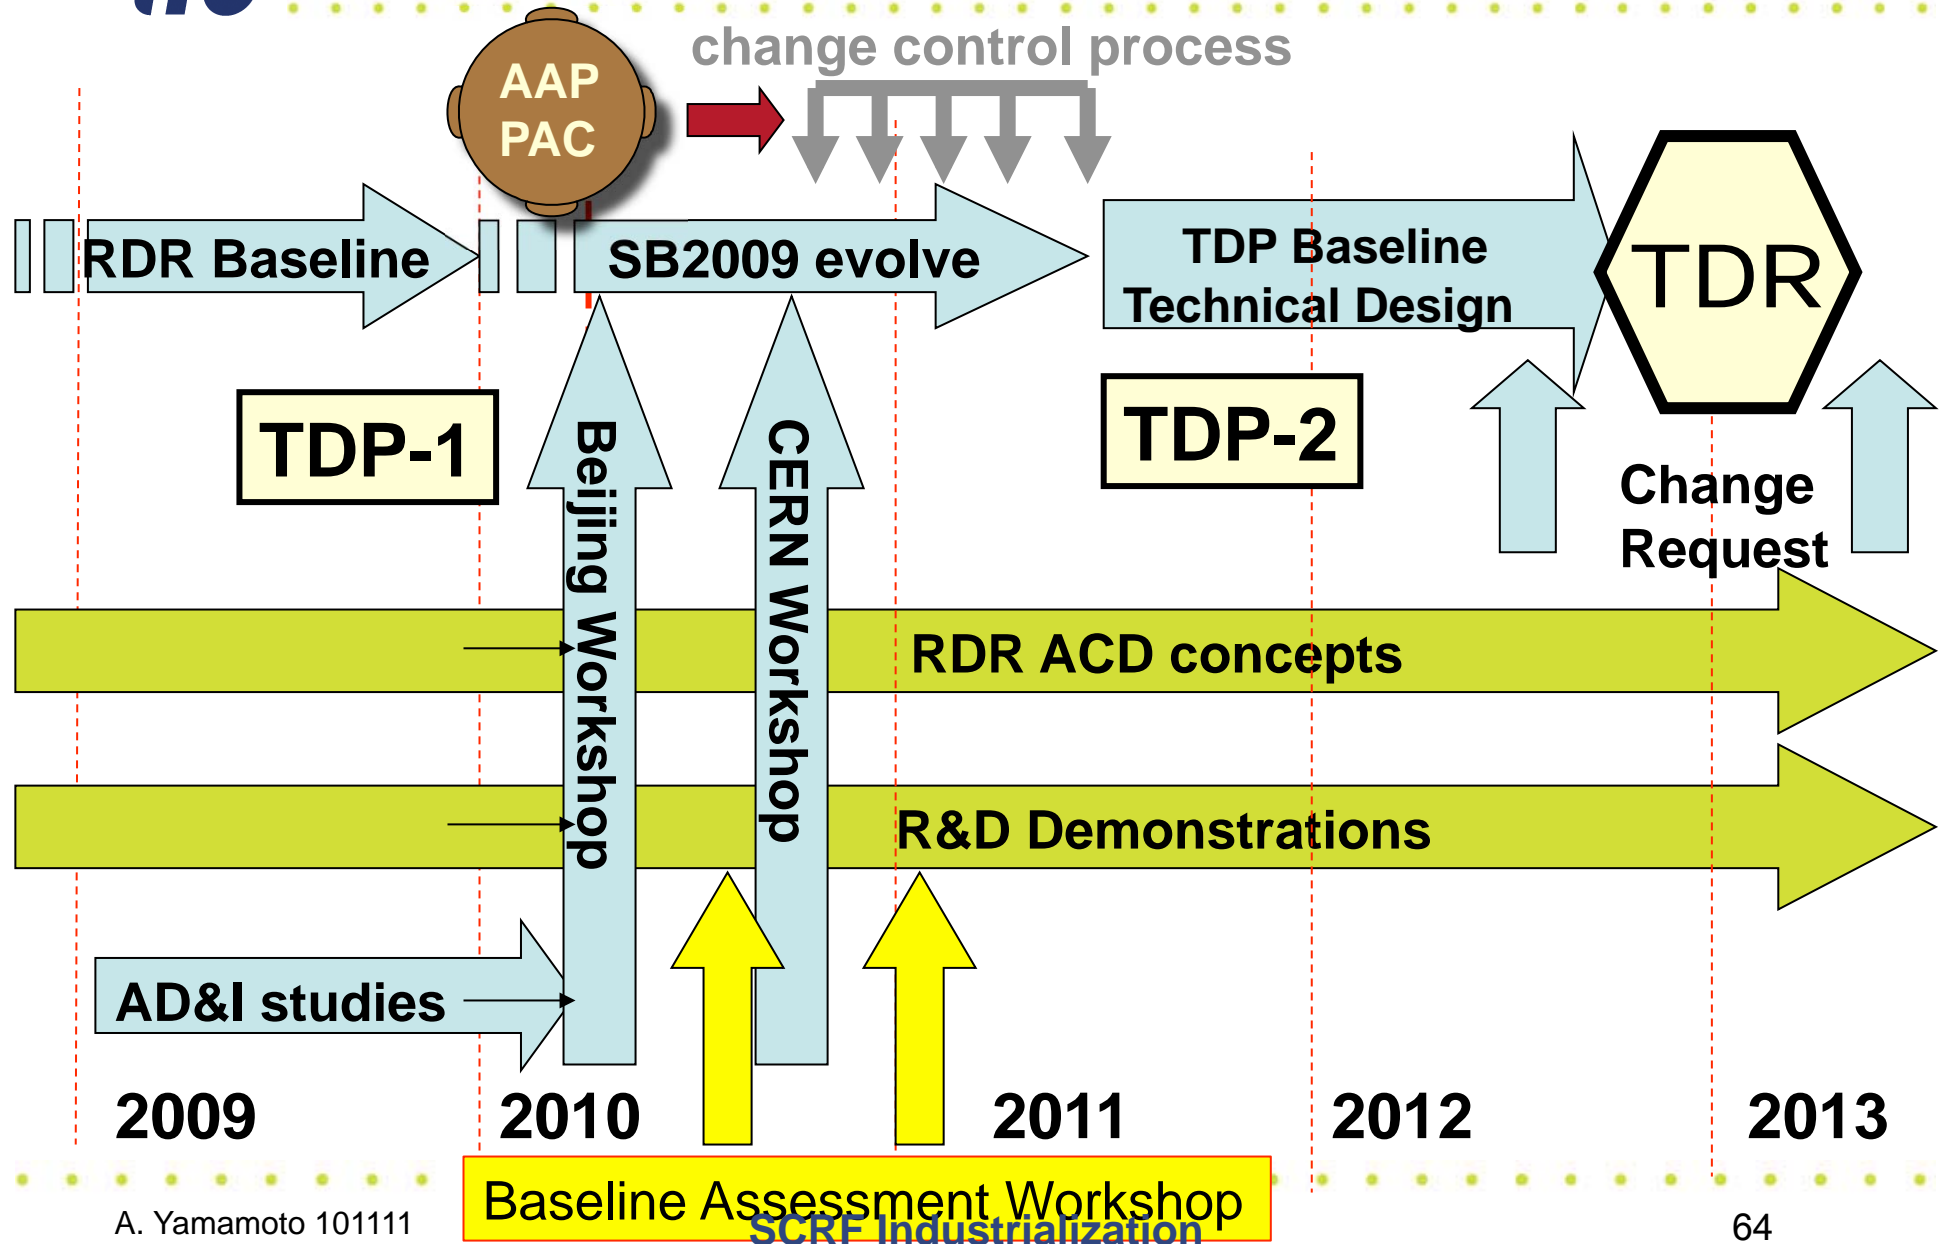 change control process
AAP
PAC
RDR Baseline
SB2009 evolve
TDP Baseline
Technical Design
TDR
TDP-1
TDP-2
Beijing Workshop
CERN Workshop
Change
Request
RDR ACD concepts
R&D Demonstrations
AD&I studies
2009
2010
2011
2012
2013
Baseline Assessment Workshop
A. Yamamoto 101111
SCRF Industrialization
64